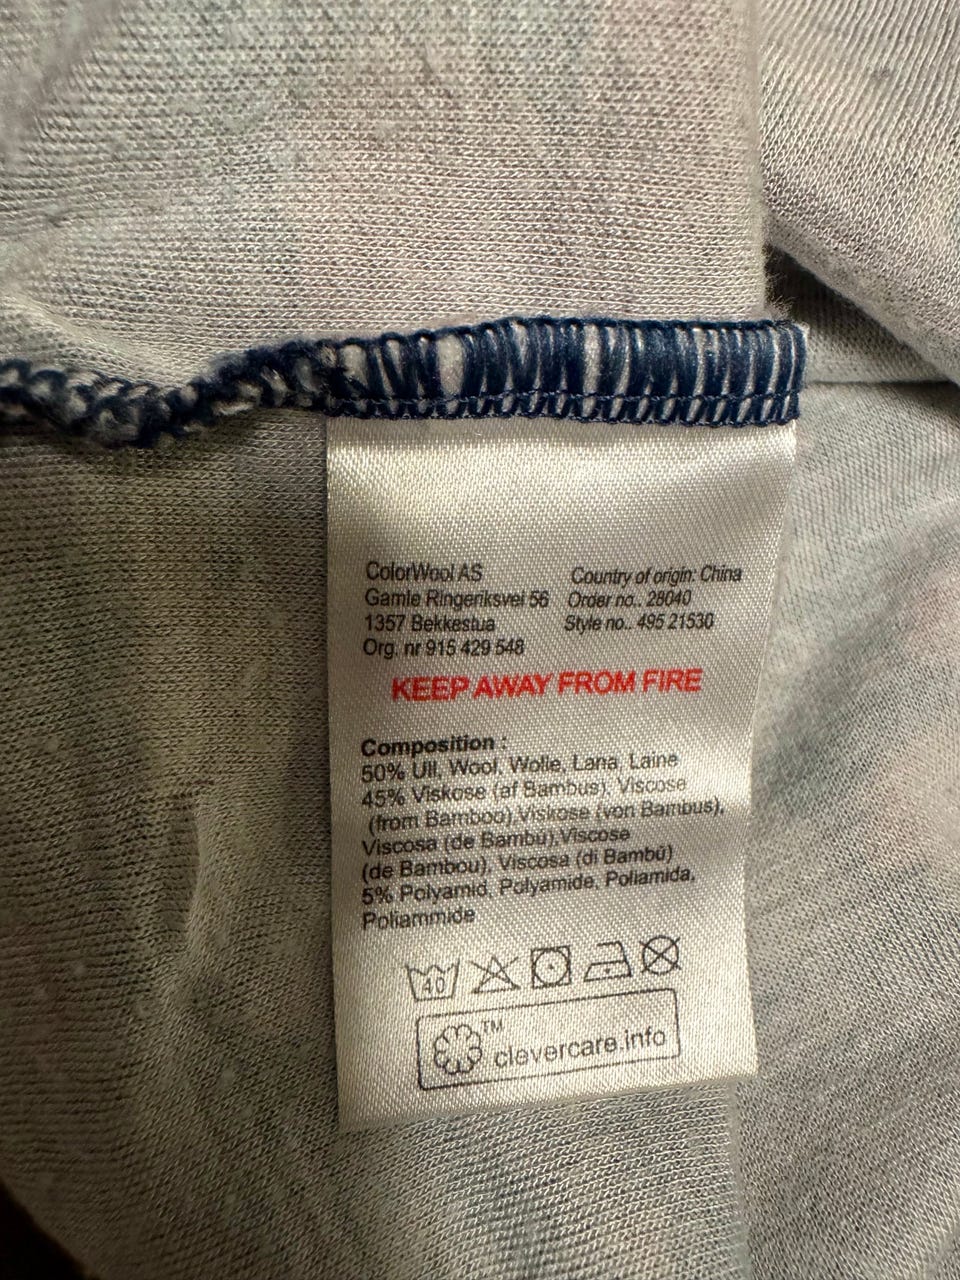 ColorWool AS
Gamle Ringeriksvei 56
1357 Bekkestua
Org. nr 915 429 548
Country of origin: China
Order no.. 28040
Style no.. 495 21530
KEEP AWAY FROM FIRE
Composition :
50% Ull, Wool, Wolle, Lana, Laine
45% Viskose (af Bambus), Viscose
(from Bamboo),Viskose (von Bambus),
Viscosa (de Bambú),Viscose
(de Bambou), Viscosa (di Bambú)
5% Polyamid, Polyamide, Poliamida,
Poliammide
40
TM
clevercare.info